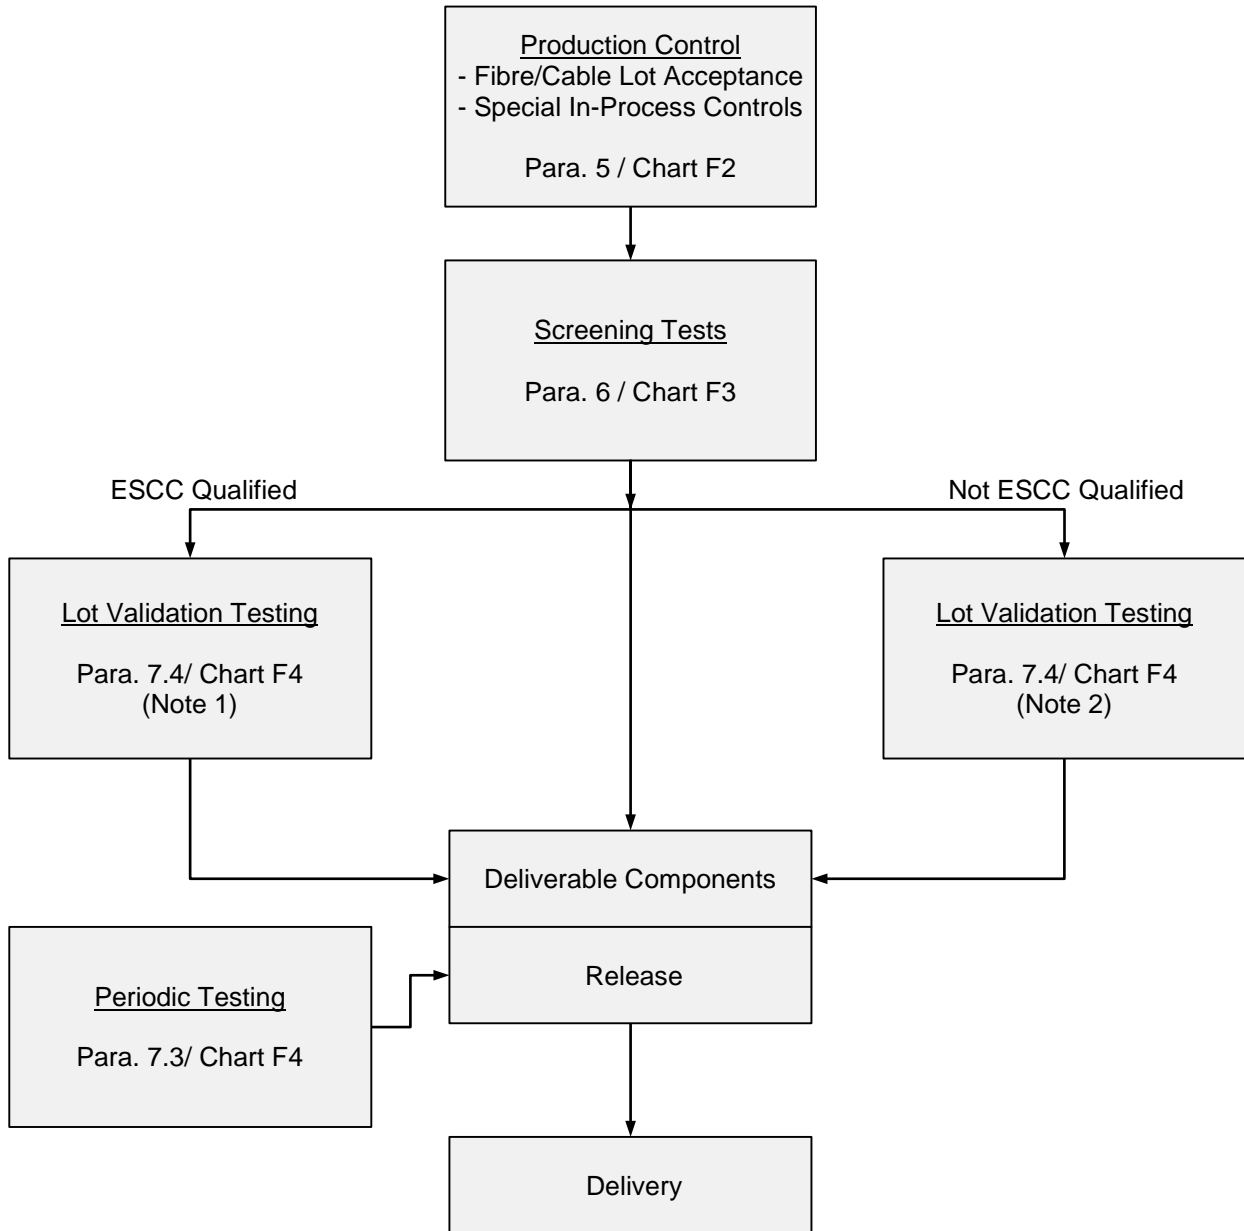 Production Control
- Fibre/Cable Lot Acceptance
- Special In-Process Controls
Para. 5 / Chart F2
Screening Tests
Para. 6 / Chart F3
ESCC Qualified
Not ESCC Qualified
Lot Validation Testing
Para. 7.4/ Chart F4
(Note 1)
Lot Validation Testing
Para. 7.4/ Chart F4
(Note 2)
Deliverable Components
Release
Periodic Testing
Para. 7.3/ Chart F4
Delivery